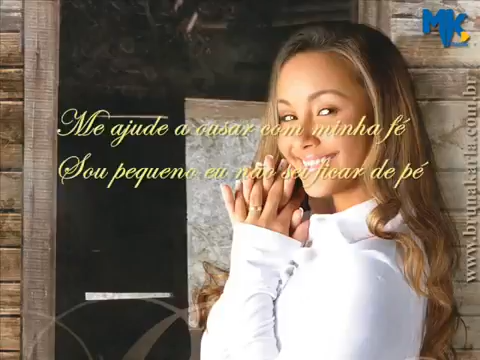 MK
Me ajude a ousar com minha fé
Sou pequeno eu não sei ficar de pé
www.brunakarla.com.br